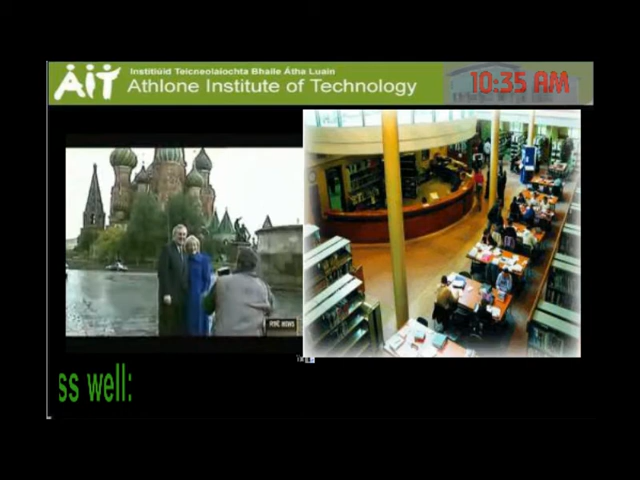 AIT
Institiúid Teicneolaíochta Bhaile Átha Luain
Athlone Institute of Technology
10:35 AM
RTÉ NEWS
ss well: